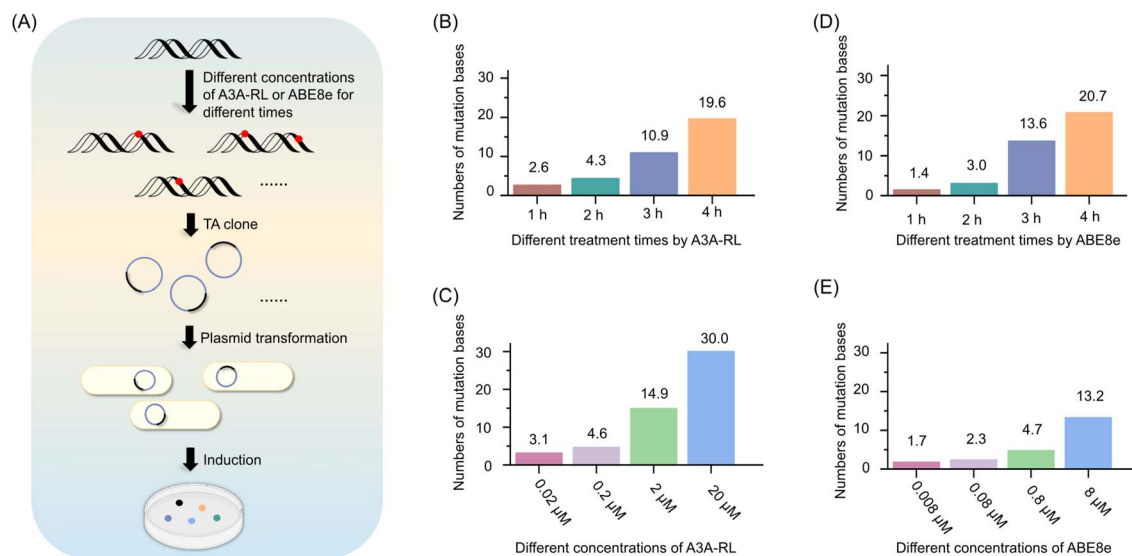 (A)
Different concentrations
of A3A-RL or ABE8e for
different times
......
TA clone
......
Plasmid transformation
Induction
(B)
Numbers of mutation bases
30
20
10
0
2.6
4.3
10.9
19.6
1 h
2 h
3 h
4 h
Different treatment times by A3A-RL
(C)
Numbers of mutation bases
30
20
10
0
3.1
4.6
14.9
30.0
0.02 μM
0.2 μM
2 μM
20 μM
Different concentrations of A3A-RL
(D)
Numbers of mutation bases
30
20
10
0
1.4
3.0
13.6
20.7
1 h
2 h
3 h
4 h
Different treatment times by ABE8e
(E)
Numbers of mutation bases
30
20
10
0
1.7
2.3
4.7
13.2
0.008 μM
0.08 μM
0.8 μM
8 μM
Different concentrations of ABE8e